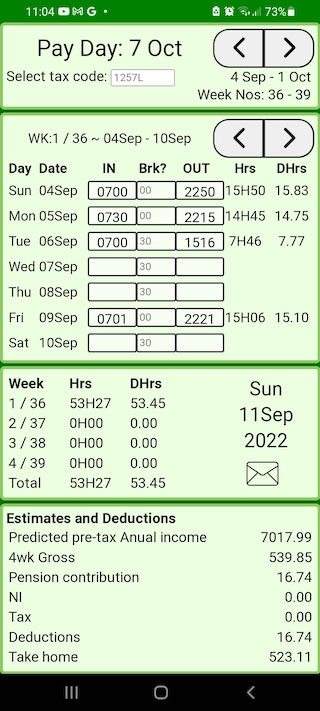 11:04 73%
Pay Day: 7 Oct
Select tax code: 1257L 4 Sep - 1 Oct
Week Nos: 36 - 39
WK:1 / 36 ~ 04Sep - 10Sep
Day Date IN Brk? OUT Hrs DHrs
Sun 04Sep 0700 00 2250 15H50 15.83
Mon 05Sep 0730 00 2215 14H45 14.75
Tue 06Sep 0700 30 1516 7H46 7.77
Wed 07Sep 30
Thu 08Sep 30
Fri 09Sep 0701 00 2221 15H06 15.10
Sat 10Sep 30
Week Hrs DHrs
1 / 36 53H27 53.45
2 / 37 0H00 0.00
3 / 38 0H00 0.00
4 / 39 0H00 0.00
Total 53H27 53.45
Sun
11Sep
2022
Estimates and Deductions
Predicted pre-tax Anual income 7017.99
4wk Gross 539.85
Pension contribution 16.74
NI 0.00
Tax 0.00
Deductions 16.74
Take home 523.11